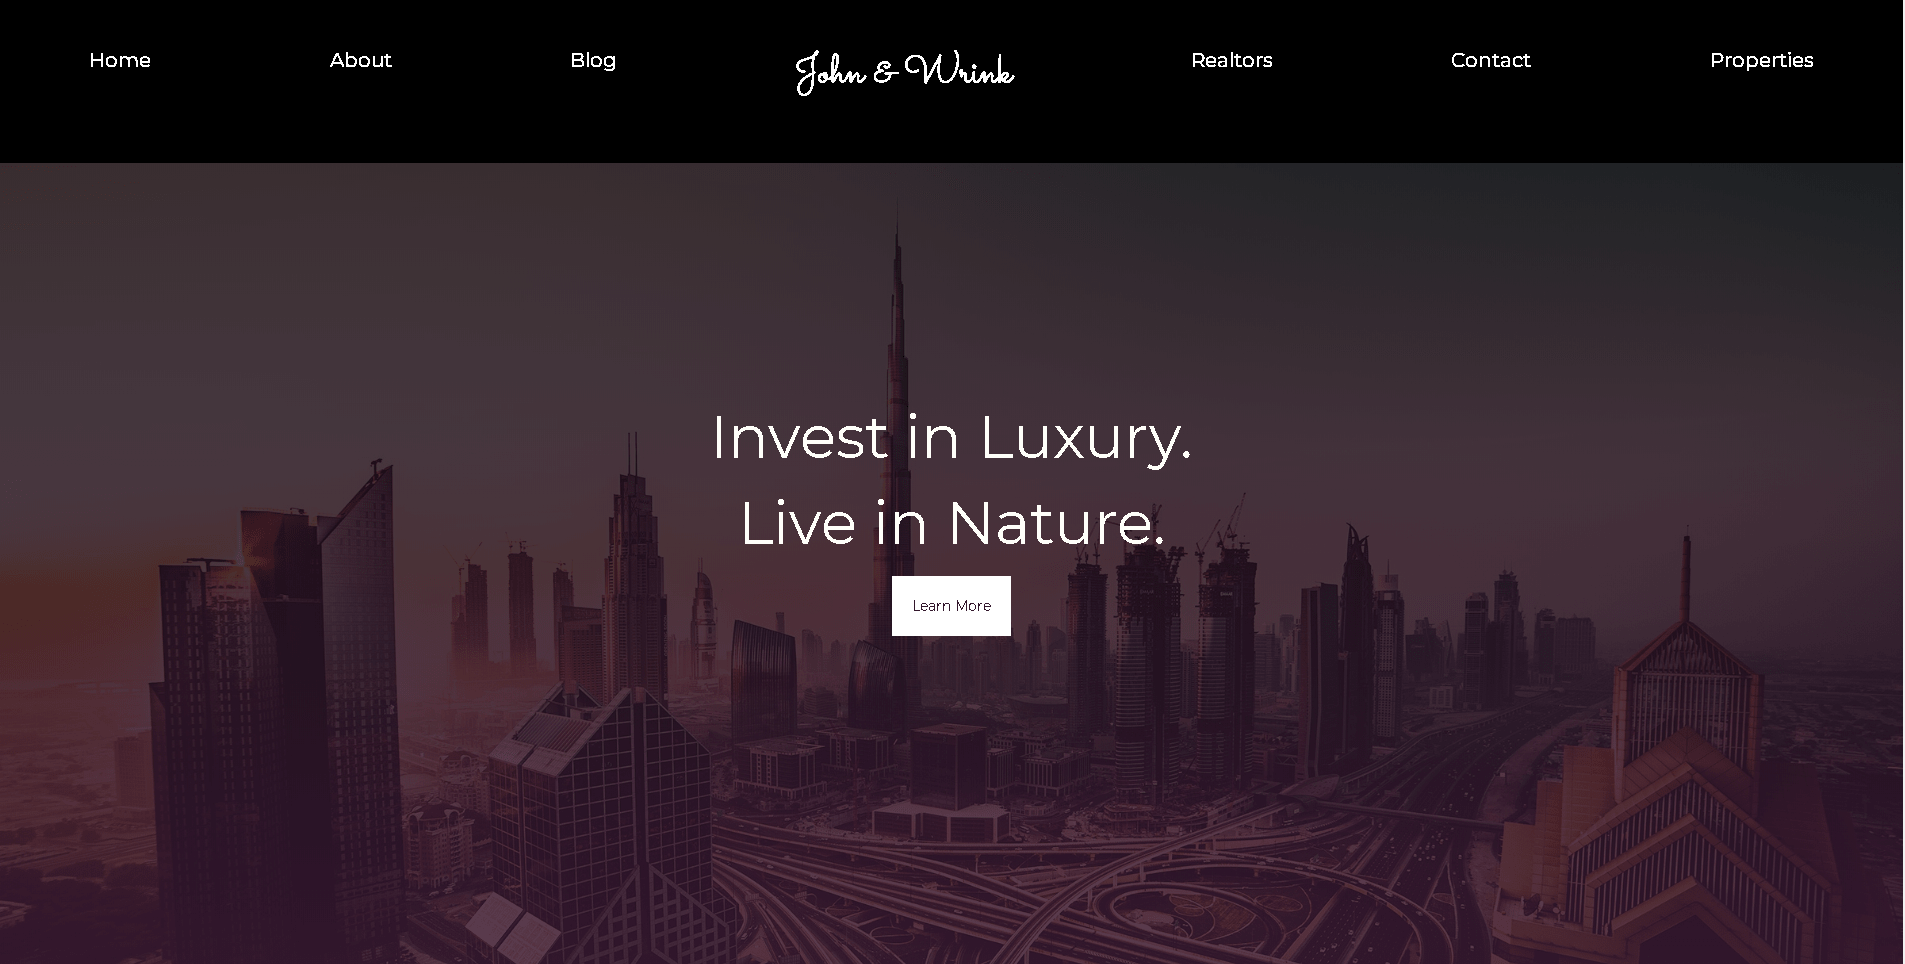 Home
About
Blog
John & Wrink
Realtors
Contact
Properties
Invest in Luxury.
Live in Nature.
Learn More